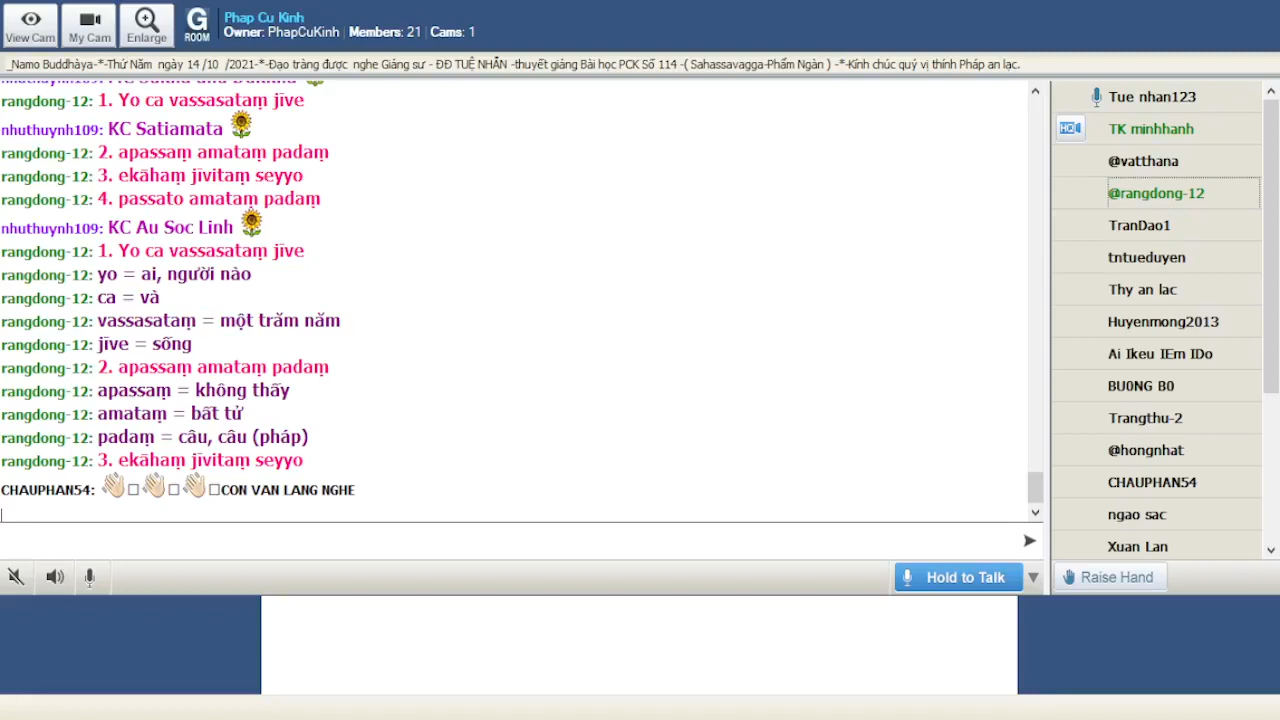 View Cam
My Cam
Enlarge
G
ROOM
Phap Cu Kinh
Owner: PhapCuKinh | Members: 21 | Cams: 1
_Namo Buddhàya-*-Thứ Năm ngày 14 /10 /2021-*-Đạo tràng được nghe Giảng sư - ĐĐ TUỆ NHẪN -thuyết giảng Bài học PCK Số 114 -( Sahassavagga-Phẩm Ngàn ) -*-Kính chúc quý vị thính Pháp an lạc.
rangdong-12: 1. Yo ca vassasataṃ jīve
nhuthuynh109: KC Satiamata
rangdong-12: 2. apassaṃ amataṃ padaṃ
rangdong-12: 3. ekāhaṃ jīvitaṃ seyyo
rangdong-12: 4. passato amataṃ padaṃ
nhuthuynh109: KC Au Soc Linh
rangdong-12: 1. Yo ca vassasataṃ jīve
rangdong-12: yo = ai, người nào
rangdong-12: ca = và
rangdong-12: vassasataṃ = một trăm năm
rangdong-12: jīve = sống
rangdong-12: 2. apassaṃ amataṃ padaṃ
rangdong-12: apassaṃ = không thấy
rangdong-12: amataṃ = bất tử
rangdong-12: padaṃ = câu, câu (pháp)
rangdong-12: 3. ekāhaṃ jīvitaṃ seyyo
CHAUPHAN54: CON VAN LANG NGHE
Hold to Talk
Tue nhan123
TK minhhanh
@vatthana
@rangdong-12
TranDao1
tntueduyen
Thy an lac
Huyenmong2013
Ai Ikeu IEm IDo
BU0NG B0
Trangthu-2
@hongnhat
CHAUPHAN54
ngao sac
Xuan Lan
Raise Hand